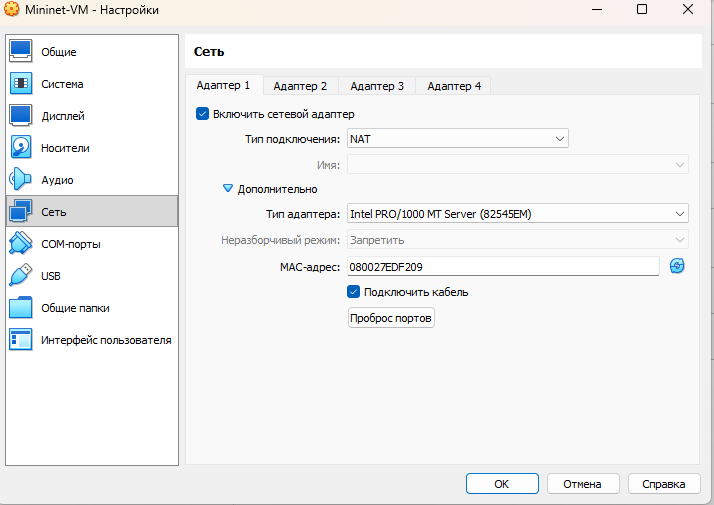 Mininet-VM - Настройки
Общие
Система
Дисплей
Носители
Аудио
Сеть
COM-порты
USB
Общие папки
Интерфейс пользователя
Сеть
Адаптер 1 Адаптер 2 Адаптер 3 Адаптер 4
Включить сетевой адаптер
Тип подключения: NAT
Имя:
Дополнительно
Тип адаптера: Intel PRO/1000 MT Server (82545EM)
Неразборчивый режим: Запретить
MAC-адрес: 080027EDF209
Подключить кабель
Проброс портов
OK Отмена Справка